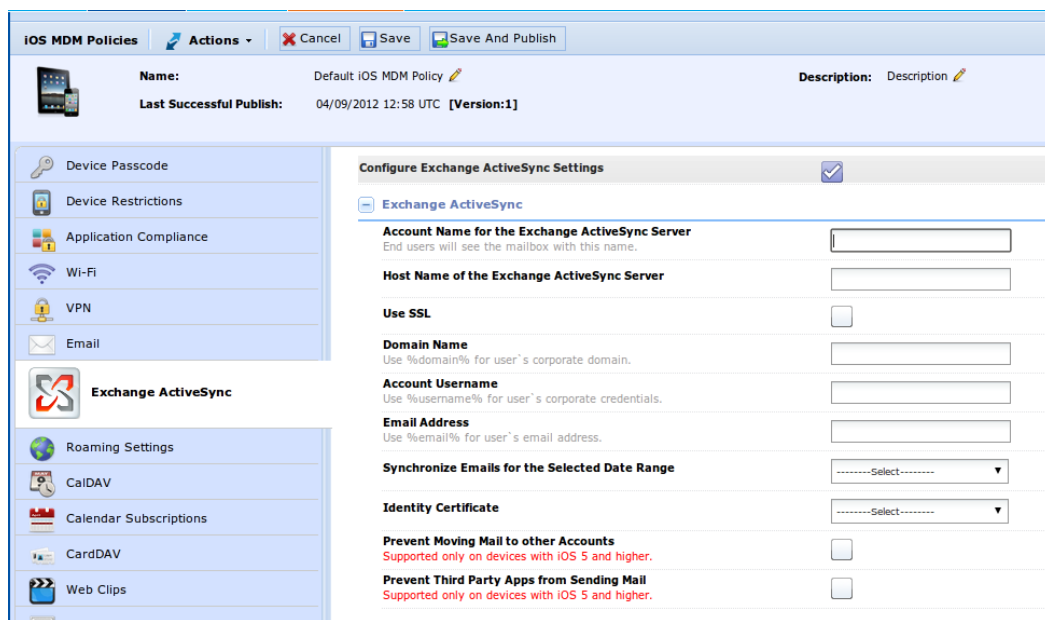 iOS MDM Policies Actions Cancel Save Save And Publish
Name: Default iOS MDM Policy Description: Description
Last Successful Publish: 04/09/2012 12:58 UTC [Version:1]
Device Passcode
Device Restrictions
Application Compliance
Wi-Fi
VPN
Email
Exchange ActiveSync
Roaming Settings
CalDAV
Calendar Subscriptions
CardDAV
Web Clips
Configure Exchange ActiveSync Settings
Exchange ActiveSync
Account Name for the Exchange ActiveSync Server
End users will see the mailbox with this name.
Host Name of the Exchange ActiveSync Server
Use SSL
Domain Name
Use %domain% for user`s corporate domain.
Account Username
Use %username% for user`s corporate credentials.
Email Address
Use %email% for user`s email address.
Synchronize Emails for the Selected Date Range --------Select--------
Identity Certificate --------Select--------
Prevent Moving Mail to other Accounts
Supported only on devices with iOS 5 and higher.
Prevent Third Party Apps from Sending Mail
Supported only on devices with iOS 5 and higher.